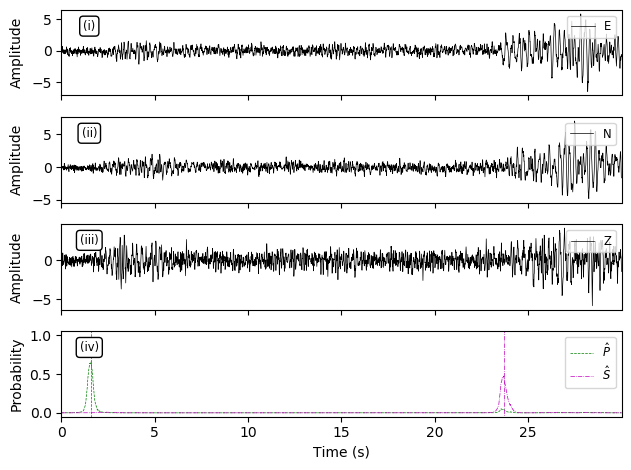 Amplitude
5
0
−5
(i)
E
Amplitude
5
0
−5
(ii)
N
Amplitude
0
−5
(iii)
Z
Probability
1.0
0.5
0.0
(iv)
P̂
Ŝ
0 5 10 15 20 25
Time (s)